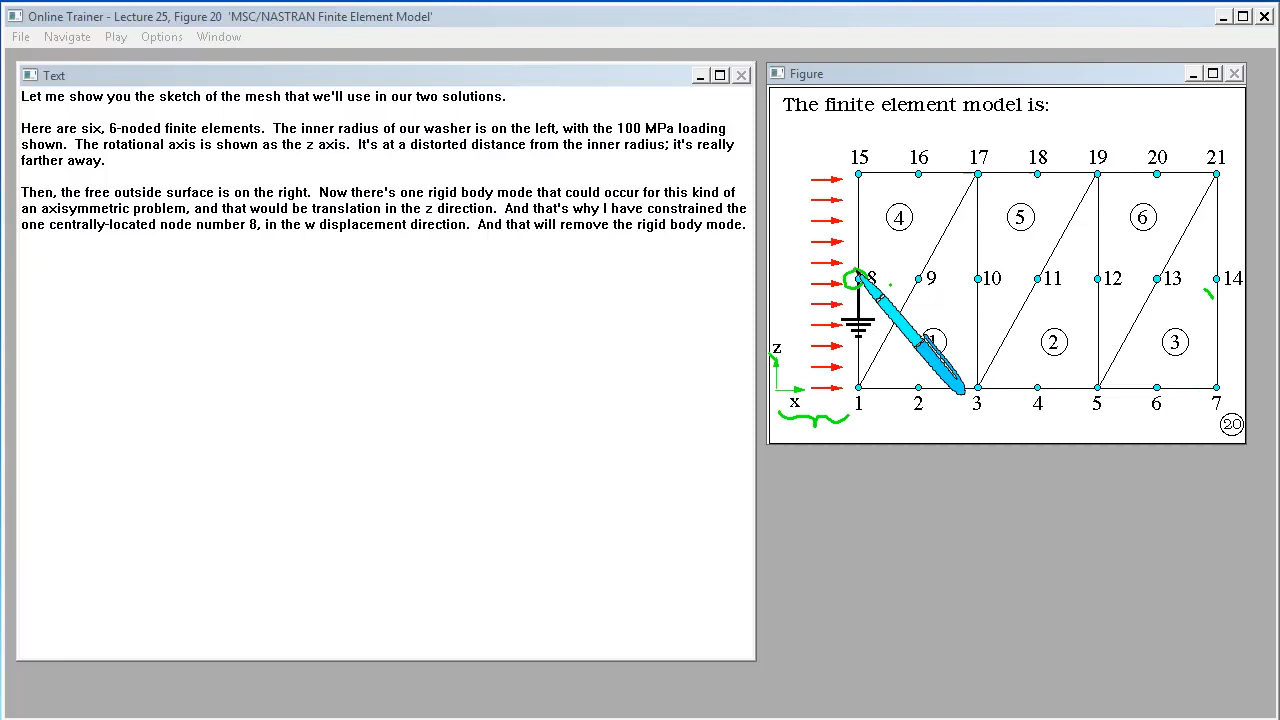 Online Trainer - Lecture 25, Figure 20 'MSC/NASTRAN Finite Element Model'
File Navigate Play Options Window
Text
Let me show you the sketch of the mesh that we'll use in our two solutions.
Here are six, 6-noded finite elements. The inner radius of our washer is on the left, with the 100 MPa loading
shown. The rotational axis is shown as the z axis. It's at a distorted distance from the inner radius; it's really
farther away.
Then, the free outside surface is on the right. Now there's one rigid body mode that could occur for this kind of
an axisymmetric problem, and that would be translation in the z direction. And that's why I have constrained the
one centrally-located node number 8, in the w displacement direction. And that will remove the rigid body mode.
Figure
The finite element model is:
15 16 17 18 19 20 21
4 5 6
8 9 10 11 12 13 14
1 2 3
z
x
1 2 3 4 5 6 7
20